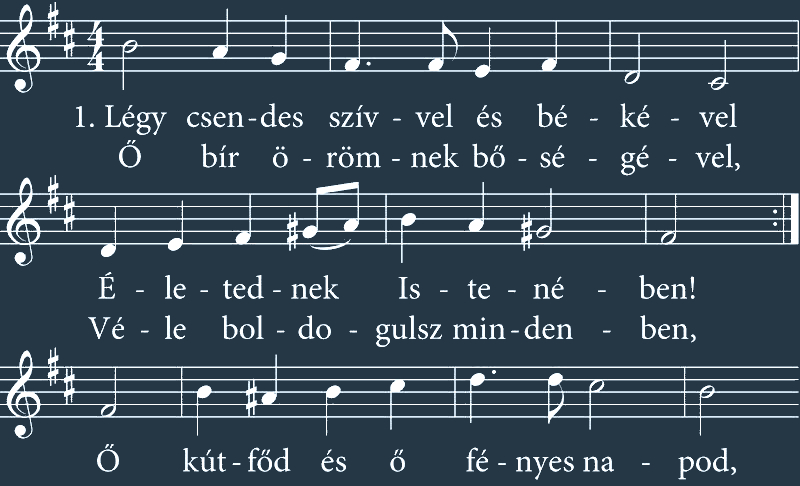 4/4
1. Légy csen-des szív - vel és bé - ké - vel
Ő bír ö - röm - nek bő - sé - gé - vel,
É - le - ted - nek Is - te - né - ben!
Vé - le bol - do - gulsz min - den - ben,
Ő kút - főd és ő fé - nyes na - pod,